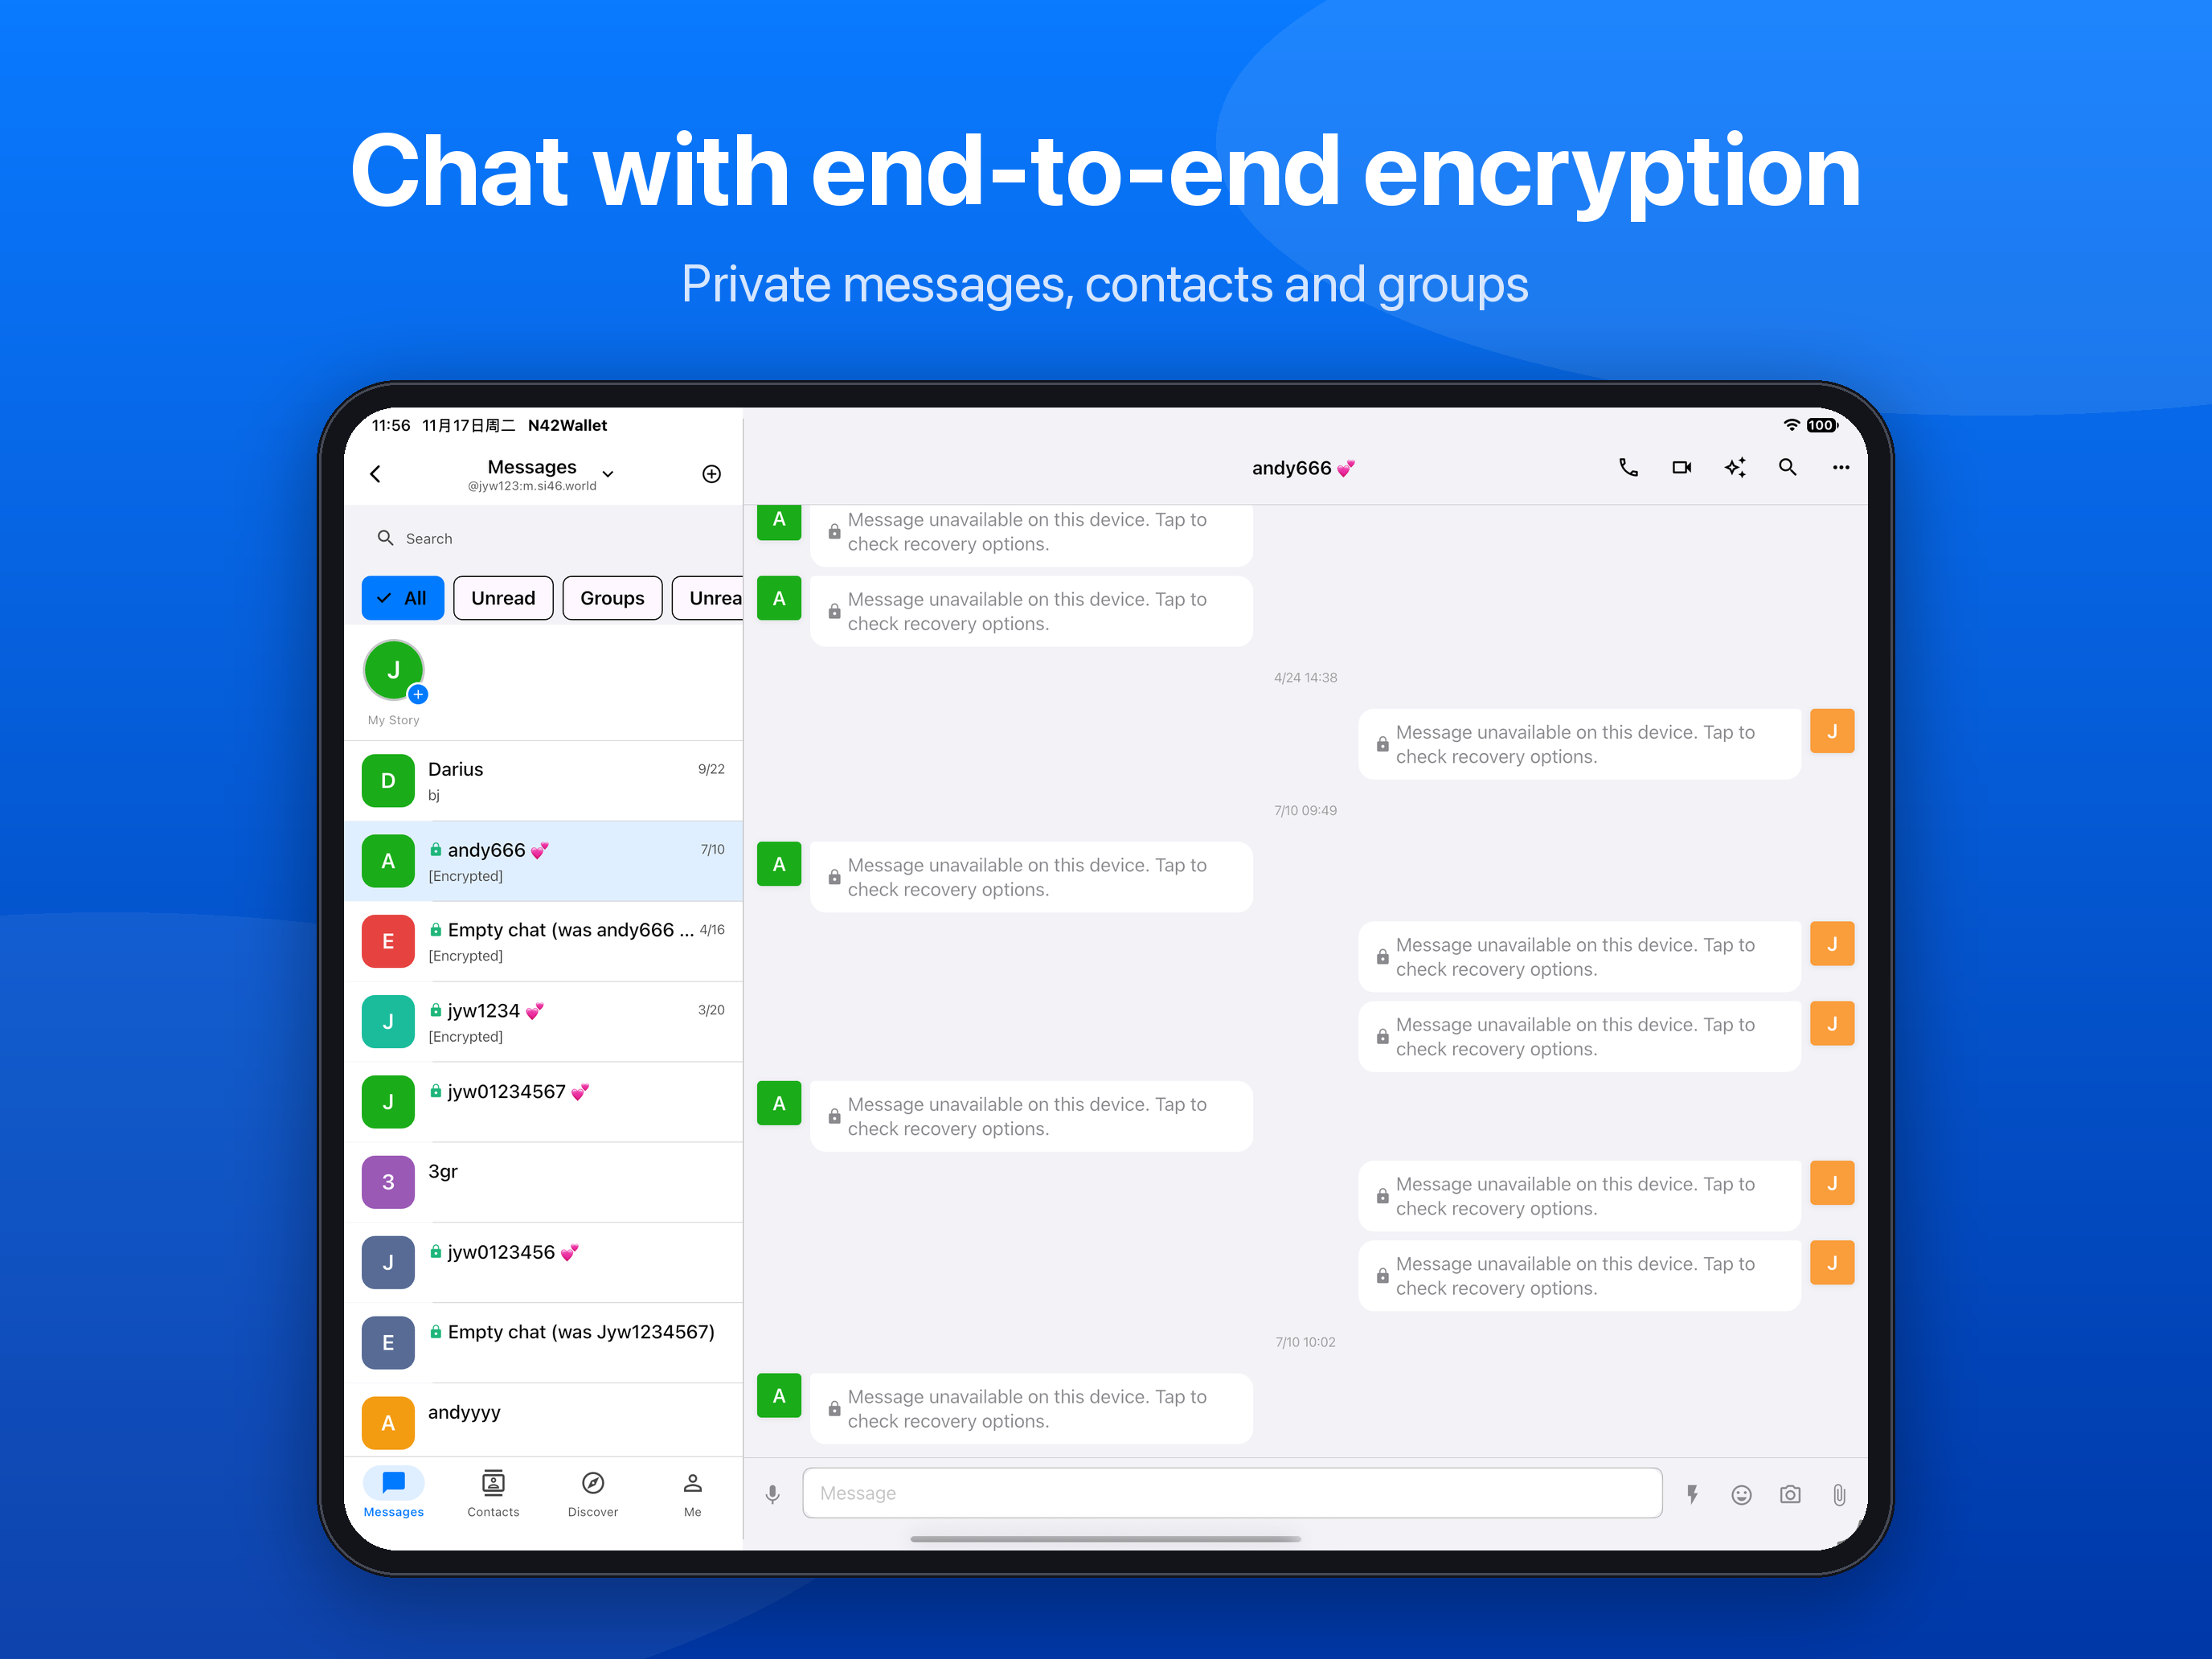 Chat with end-to-end encryption
Private messages, contacts and groups
11:56 11月17日周二 N42Wallet
100
Messages
@jyw123:m.si46.world
Search
All
Unread
Groups
Unrea
J
My Story
D
Darius
9/22
bj
A
andy666 💕
7/10
[Encrypted]
E
Empty chat (was andy666 ...
4/16
[Encrypted]
J
jyw1234 💕
3/20
[Encrypted]
J
jyw01234567 💕
3
3gr
J
jyw0123456 💕
E
Empty chat (was Jyw1234567)
A
andyyyy
Messages
Contacts
Discover
Me
andy666 💕
A
Message unavailable on this device. Tap to
check recovery options.
A
Message unavailable on this device. Tap to
check recovery options.
4/24 14:38
Message unavailable on this device. Tap to
check recovery options.
J
7/10 09:49
A
Message unavailable on this device. Tap to
check recovery options.
Message unavailable on this device. Tap to
check recovery options.
J
Message unavailable on this device. Tap to
check recovery options.
J
A
Message unavailable on this device. Tap to
check recovery options.
Message unavailable on this device. Tap to
check recovery options.
J
Message unavailable on this device. Tap to
check recovery options.
J
7/10 10:02
A
Message unavailable on this device. Tap to
check recovery options.
Message